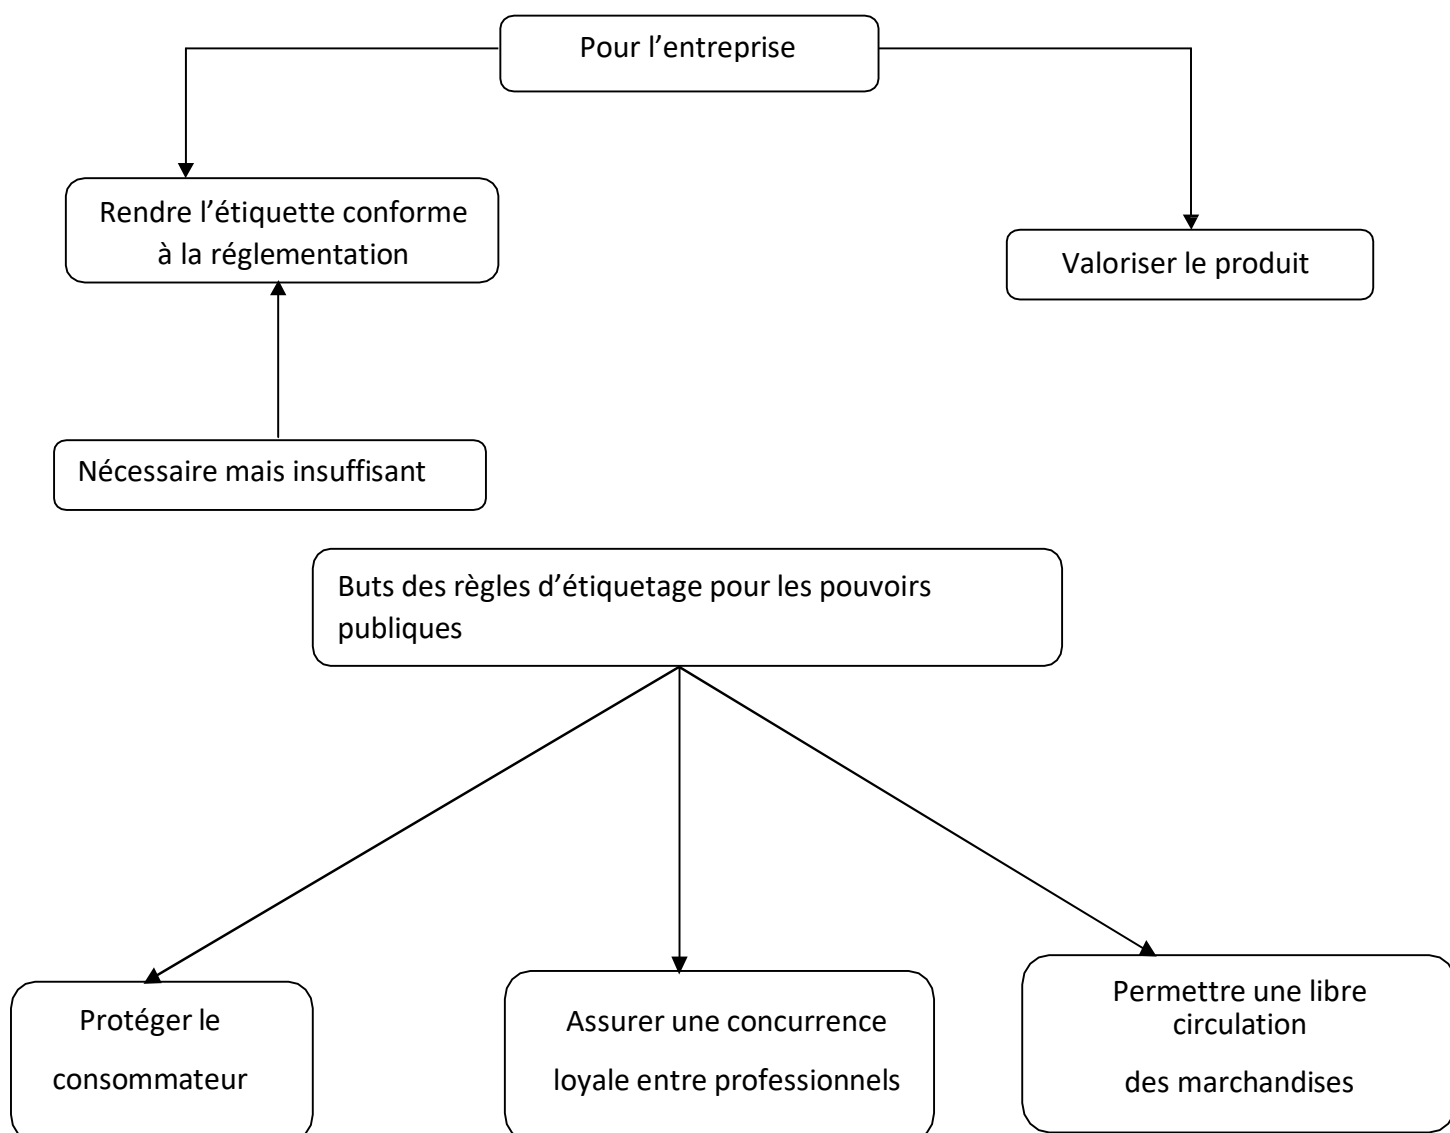 Pour l’entreprise
Rendre l’étiquette conforme
à la réglementation
Valoriser le produit
Nécessaire mais insuffisant
Buts des règles d’étiquetage pour les pouvoirs
publiques
Protéger le
consommateur
Assurer une concurrence
loyale entre professionnels
Permettre une libre
circulation
des marchandises